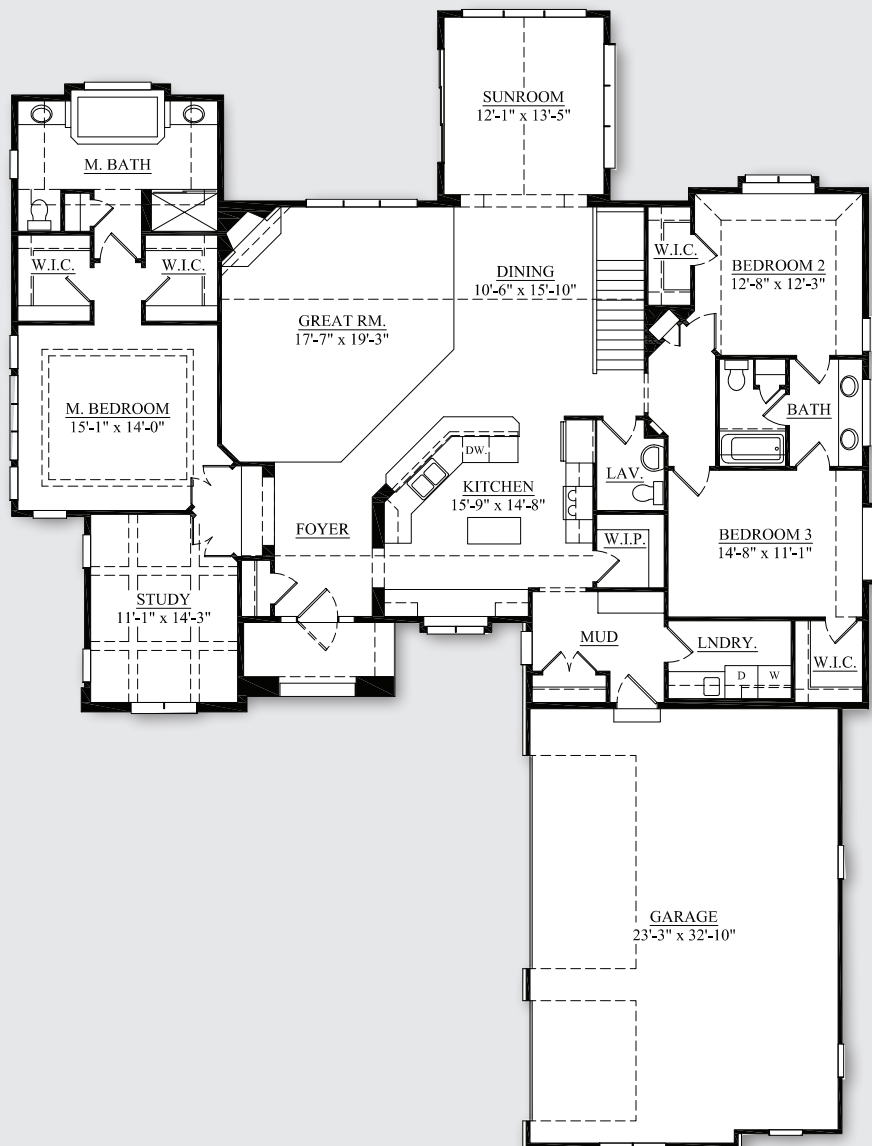 SUNROOM
12'-1" x 13'-5"
M. BATH
W.I.C.
W.I.C.
W.I.C.
BEDROOM 2
12'-8" x 12'-3"
DINING
10'-6" x 15'-10"
GREAT RM.
17'-7" x 19'-3"
M. BEDROOM
15'-1" x 14'-0"
BATH
DW.
LAV.
KITCHEN
15'-9" x 14'-8"
FOYER
W.I.P.
BEDROOM 3
14'-8" x 11'-1"
STUDY
11'-1" x 14'-3"
MUD
LNDRY.
W.I.C.
D
W
GARAGE
23'-3" x 32'-10"